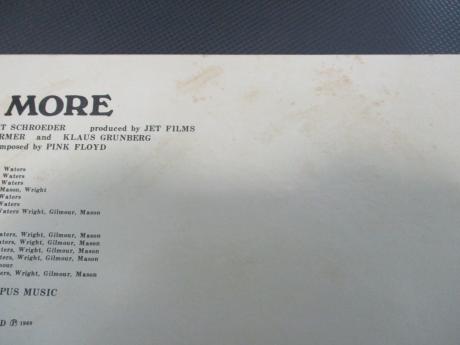 MORE
T SCHROEDER produced by JET FILMS
RMER and KLAUS GRUNBERG
mposed by PINK FLOYD
Waters
Waters
Waters
Mason, Wright
Waters
Waters
Waters Wright, Gilmour, Mason
aters, Wright, Gilmour, Mason
aters, Wright, Gilmour, Mason
ters, Wright, Gilmour, Mason
ters, Wright, Gilmour, Mason
mour
ters, Wright, Gilmour, Mason
PUS MUSIC
D ℗ 1969